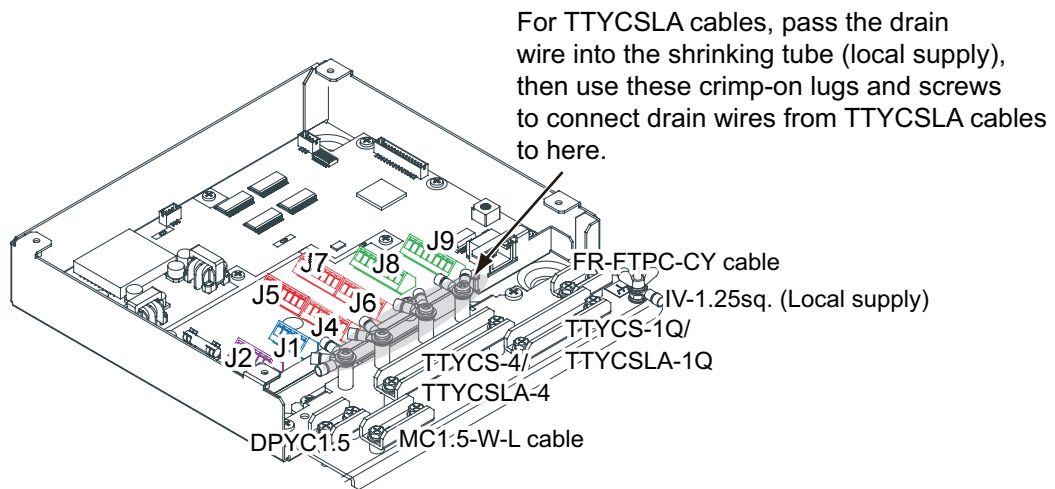 For TTYCSLA cables, pass the drain
wire into the shrinking tube (local supply),
then use these crimp-on lugs and screws
to connect drain wires from TTYCSLA cables
to here.
J9
J7
J8
FR-FTPC-CY cable
J5
J6
IV-1.25sq. (Local supply)
J4
TTYCS-1Q/
TTYCSLA-1Q
J1
J2
TTYCS-4/
TTYCSLA-4
DPYC1.5
MC1.5-W-L cable